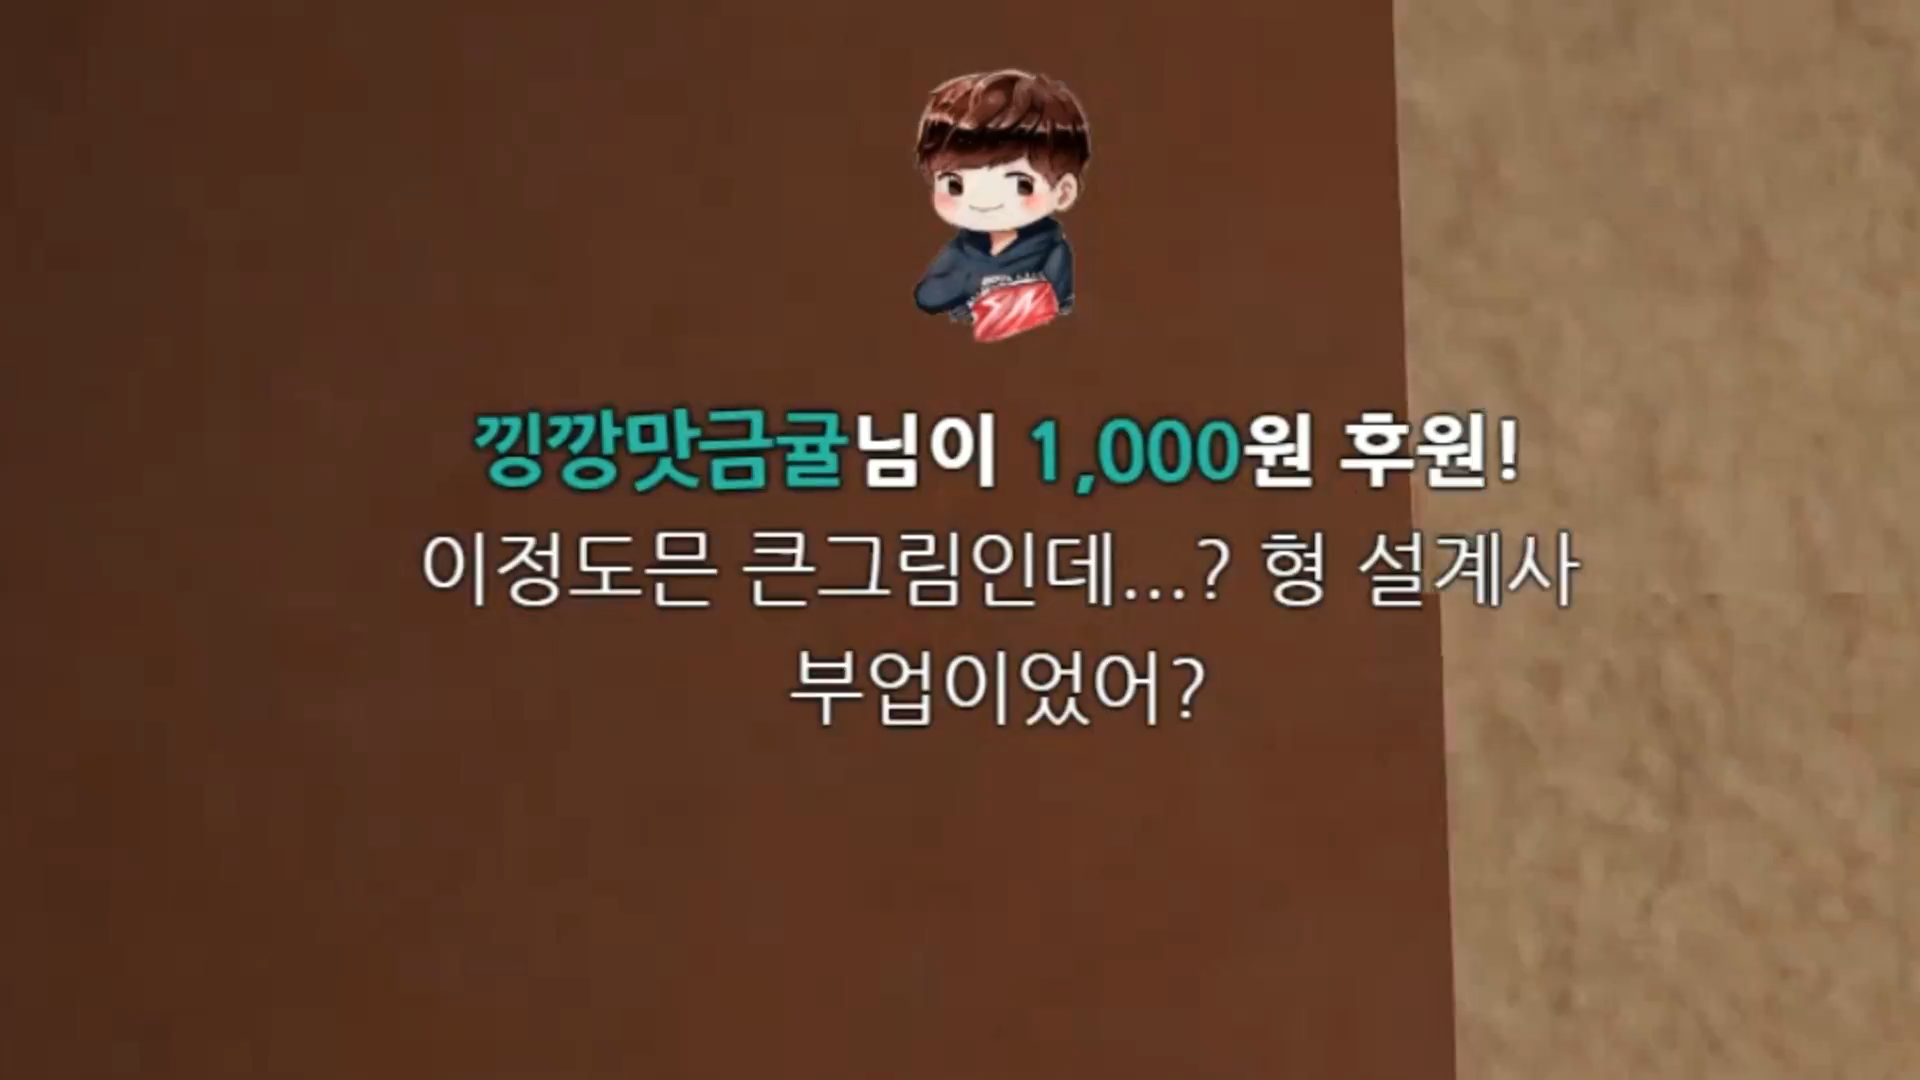 낑깡맛금귤님이 1,000원 후원!
이정도믄 큰그림인데...? 형 설계사
부업이었어?